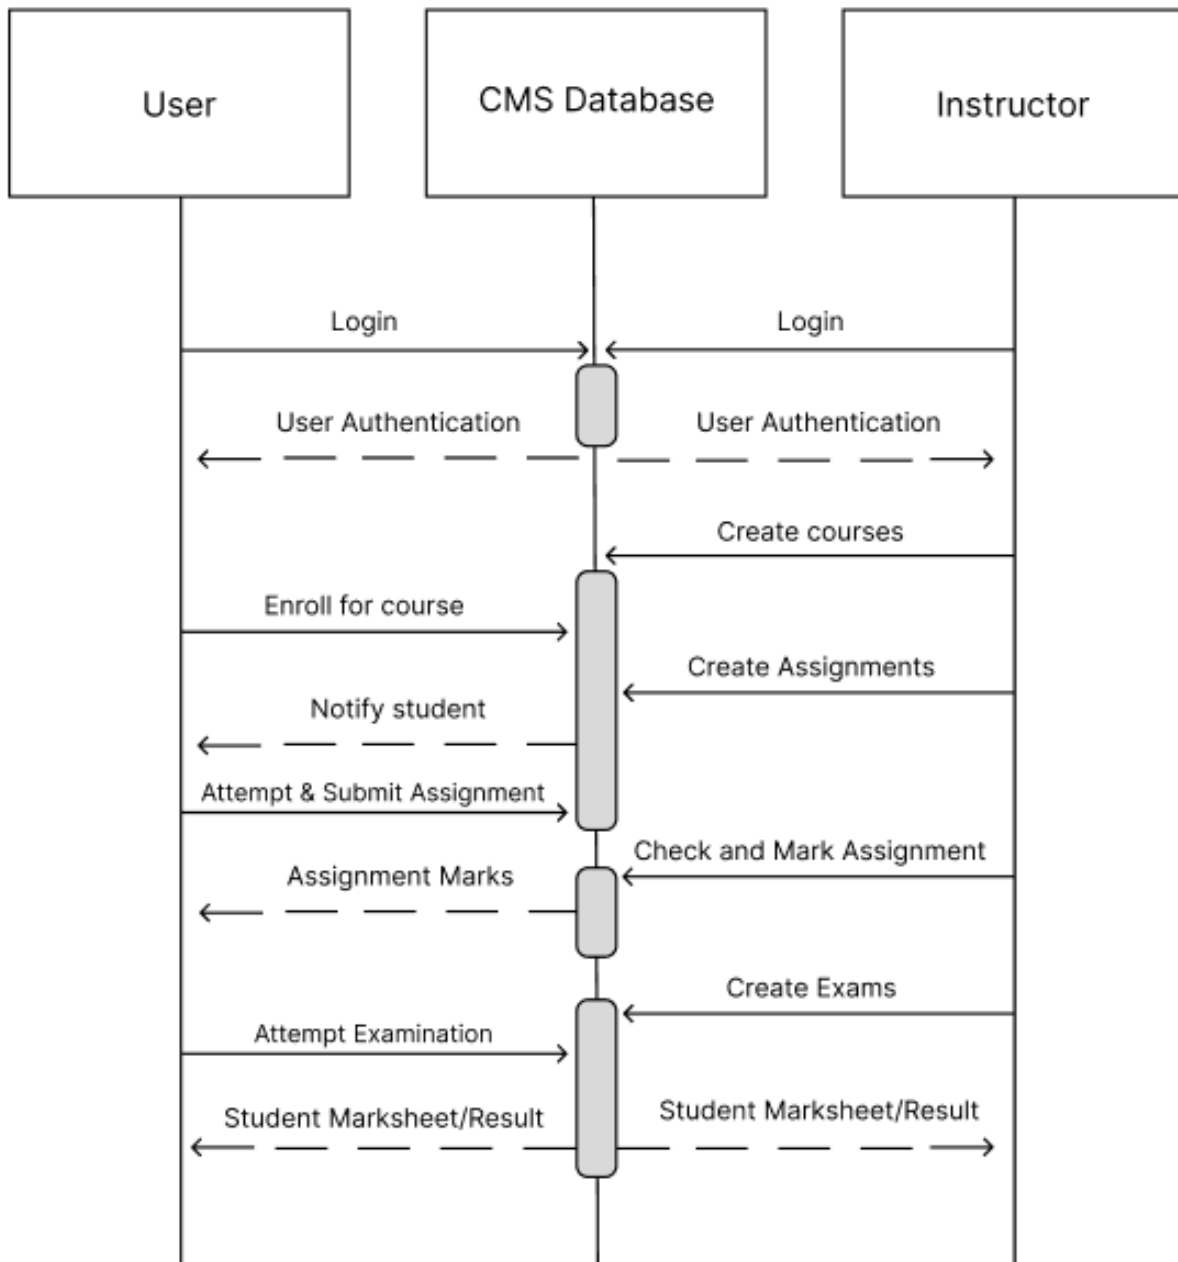 User
CMS Database
Instructor
Login
Login
User Authentication
User Authentication
Create courses
Enroll for course
Create Assignments
Notify student
Attempt & Submit Assignment
Check and Mark Assignment
Assignment Marks
Create Exams
Attempt Examination
Student Marksheet/Result
Student Marksheet/Result